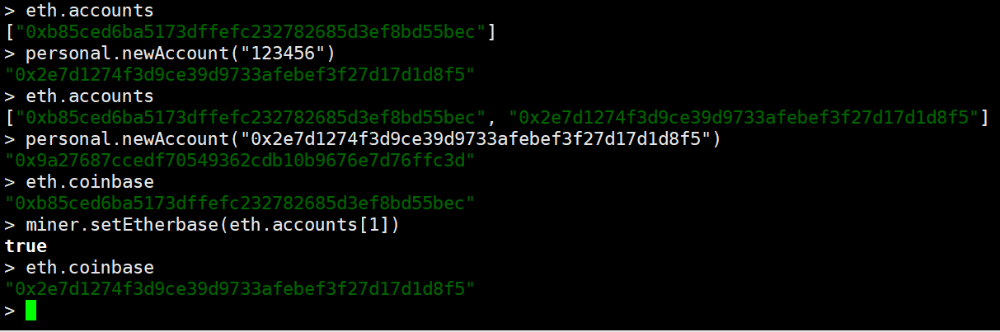 > eth.accounts
["0xb85ced6ba5173dffefc232782685d3ef8bd55bec"]
> personal.newAccount("123456")
"0x2e7d1274f3d9ce39d9733afebef3f27d17d1d8f5"
> eth.accounts
["0xb85ced6ba5173dffefc232782685d3ef8bd55bec", "0x2e7d1274f3d9ce39d9733afebef3f27d17d1d8f5"]
> personal.newAccount("0x2e7d1274f3d9ce39d9733afebef3f27d17d1d8f5")
"0x9a27687ccedf70549362cdb10b9676e7d76ffc3d"
> eth.coinbase
"0xb85ced6ba5173dffefc232782685d3ef8bd55bec"
> miner.setEtherbase(eth.accounts[1])
true
> eth.coinbase
"0x2e7d1274f3d9ce39d9733afebef3f27d17d1d8f5"
>